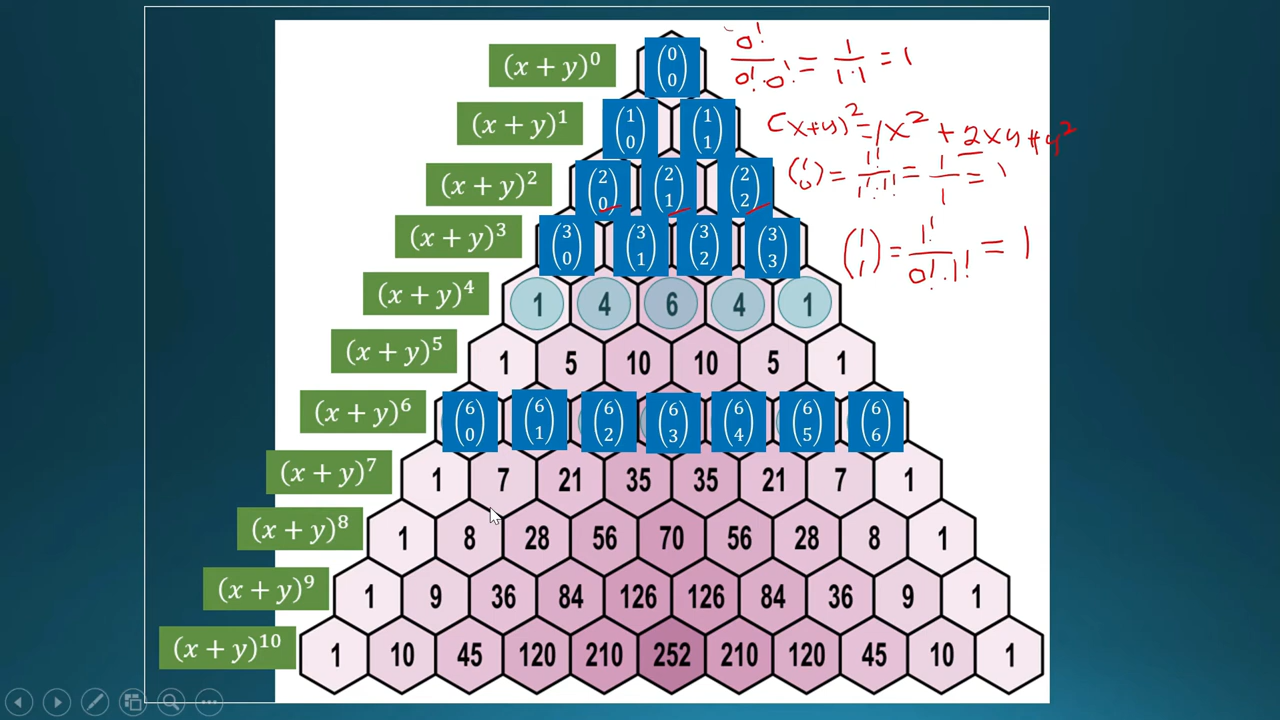 (x + y)^0 (0 0) 0!/(0!·0!) = 1/(1·1) = 1
(x + y)^1 (1 0) (1 1) (x+y)^2 = 1x^2 + 2xy + y^2
(x + y)^2 (2 0) (2 1) (2 2) (1 0) = 1!/(1!·1!) = 1/1 = 1
(x + y)^3 (3 0) (3 1) (3 2) (3 3) (1 1) = 1!/(0!·1!) = 1
(x + y)^4 1 4 6 4 1
(x + y)^5 1 5 10 10 5 1
(x + y)^6 (6 0) (6 1) (6 2) (6 3) (6 4) (6 5) (6 6)
(x + y)^7 1 7 21 35 35 21 7 1
(x + y)^8 1 8 28 56 70 56 28 8 1
(x + y)^9 1 9 36 84 126 126 84 36 9 1
(x + y)^10 1 10 45 120 210 252 210 120 45 10 1